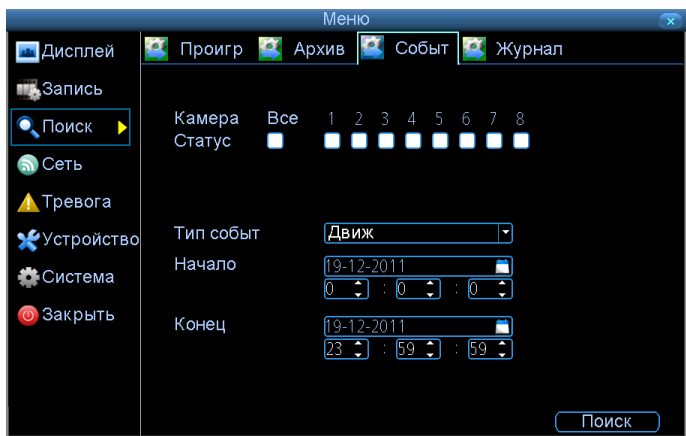 Меню
Дисплей
Проигр Архив Событ Журнал
Запись
Поиск
Сеть
Тревога
Устройство
Система
Закрыть
Камера Все 1 2 3 4 5 6 7 8
Статус
Тип событ Движ
Начало 19-12-2011
0 : 0 : 0
Конец 19-12-2011
23 : 59 : 59
Поиск